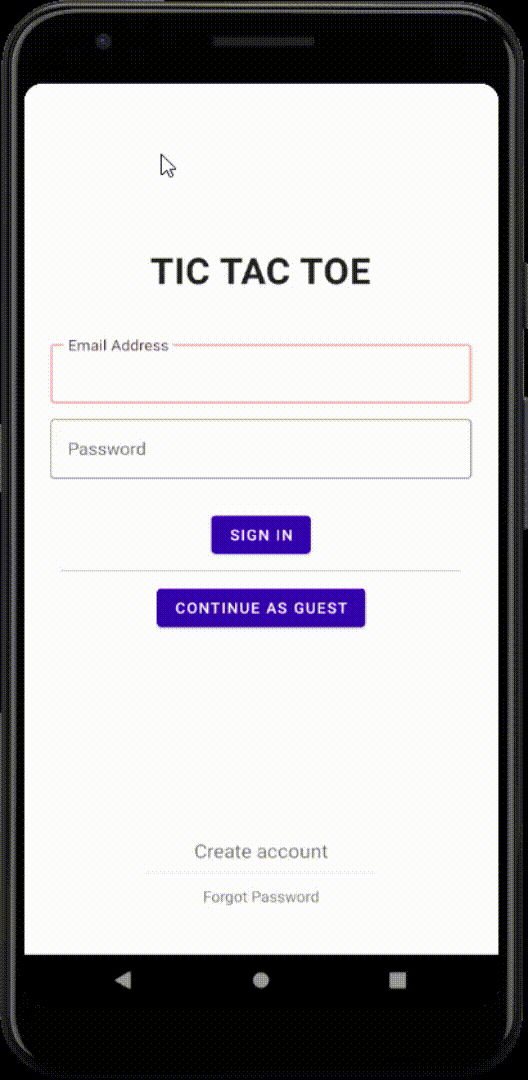 TIC TAC TOE
Email Address
Password
SIGN IN
CONTINUE AS GUEST
Create account
Forgot Password